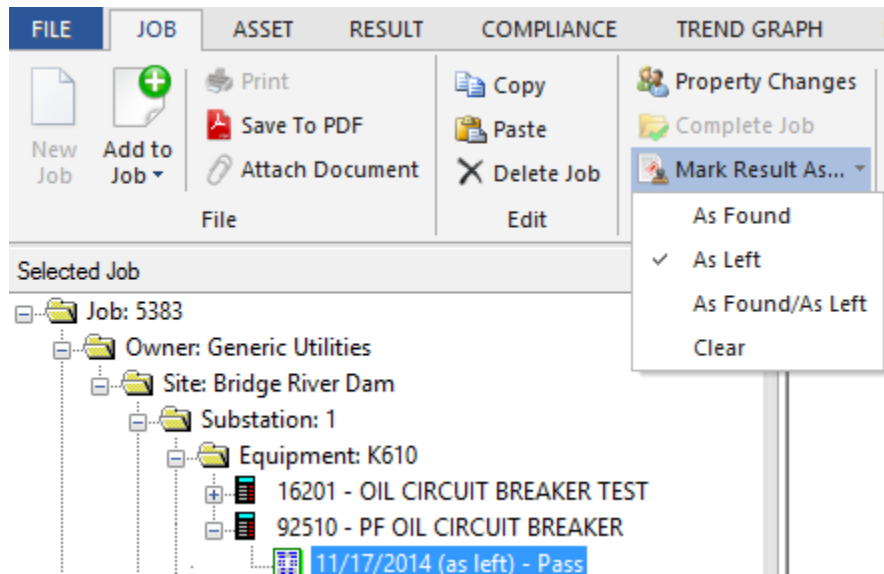 FILE JOB ASSET RESULT COMPLIANCE TREND GRAPH
New
Job
Add to
Job
Print
Save To PDF
Attach Document
File
Copy
Paste
Delete Job
Edit
Property Changes
Complete Job
Mark Result As...
As Found
As Left
As Found/As Left
Clear
Selected Job
Job: 5383
Owner: Generic Utilities
Site: Bridge River Dam
Substation: 1
Equipment: K610
16201 - OIL CIRCUIT BREAKER TEST
92510 - PF OIL CIRCUIT BREAKER
11/17/2014 (as left) - Pass